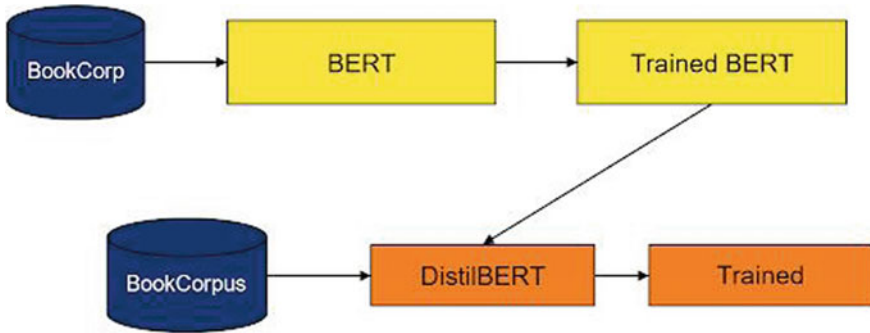 BookCorp
BERT
Trained BERT
BookCorpus
DistilBERT
Trained